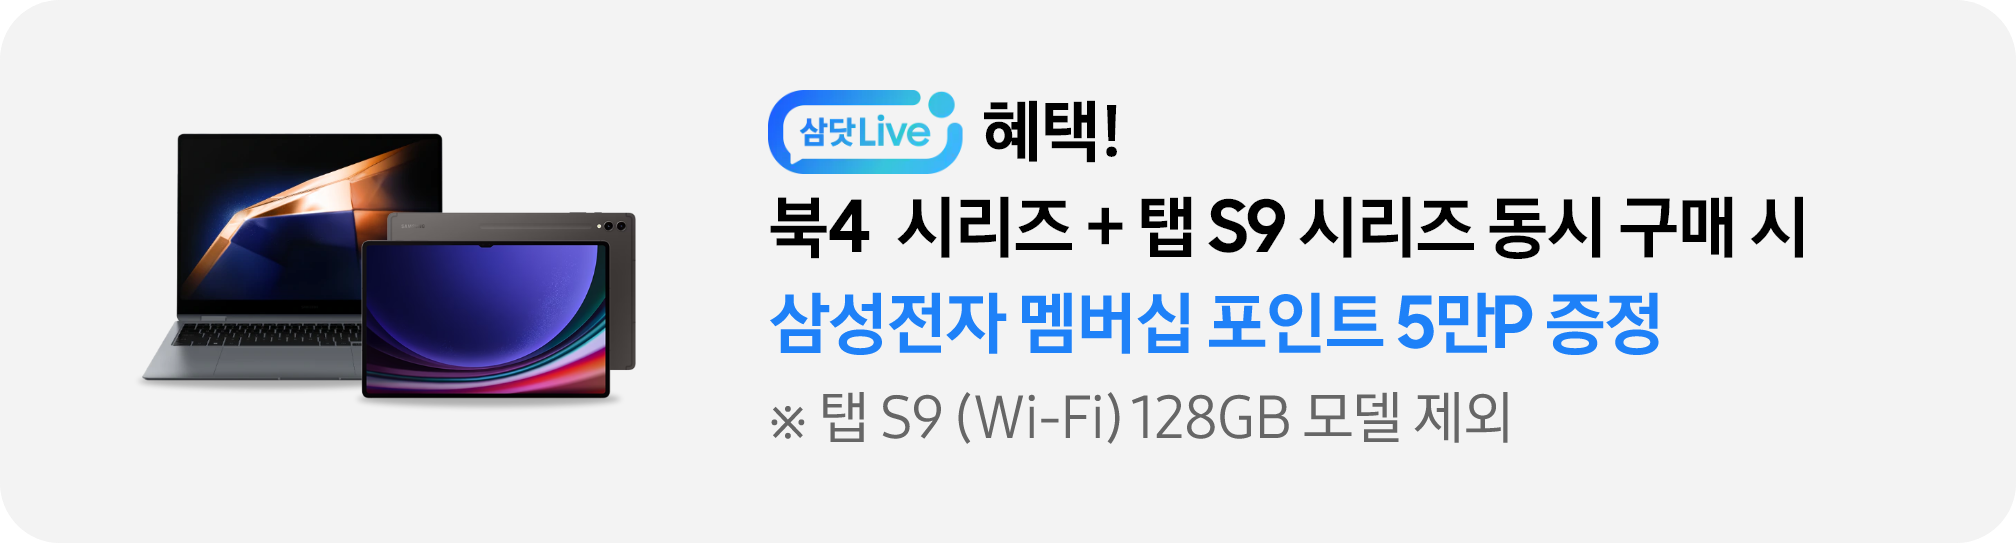 삼닷Live 혜택!
북4 시리즈 + 탭 S9 시리즈 동시 구매 시
삼성전자 멤버십 포인트 5만P 증정
※ 탭 S9 (Wi-Fi) 128GB 모델 제외